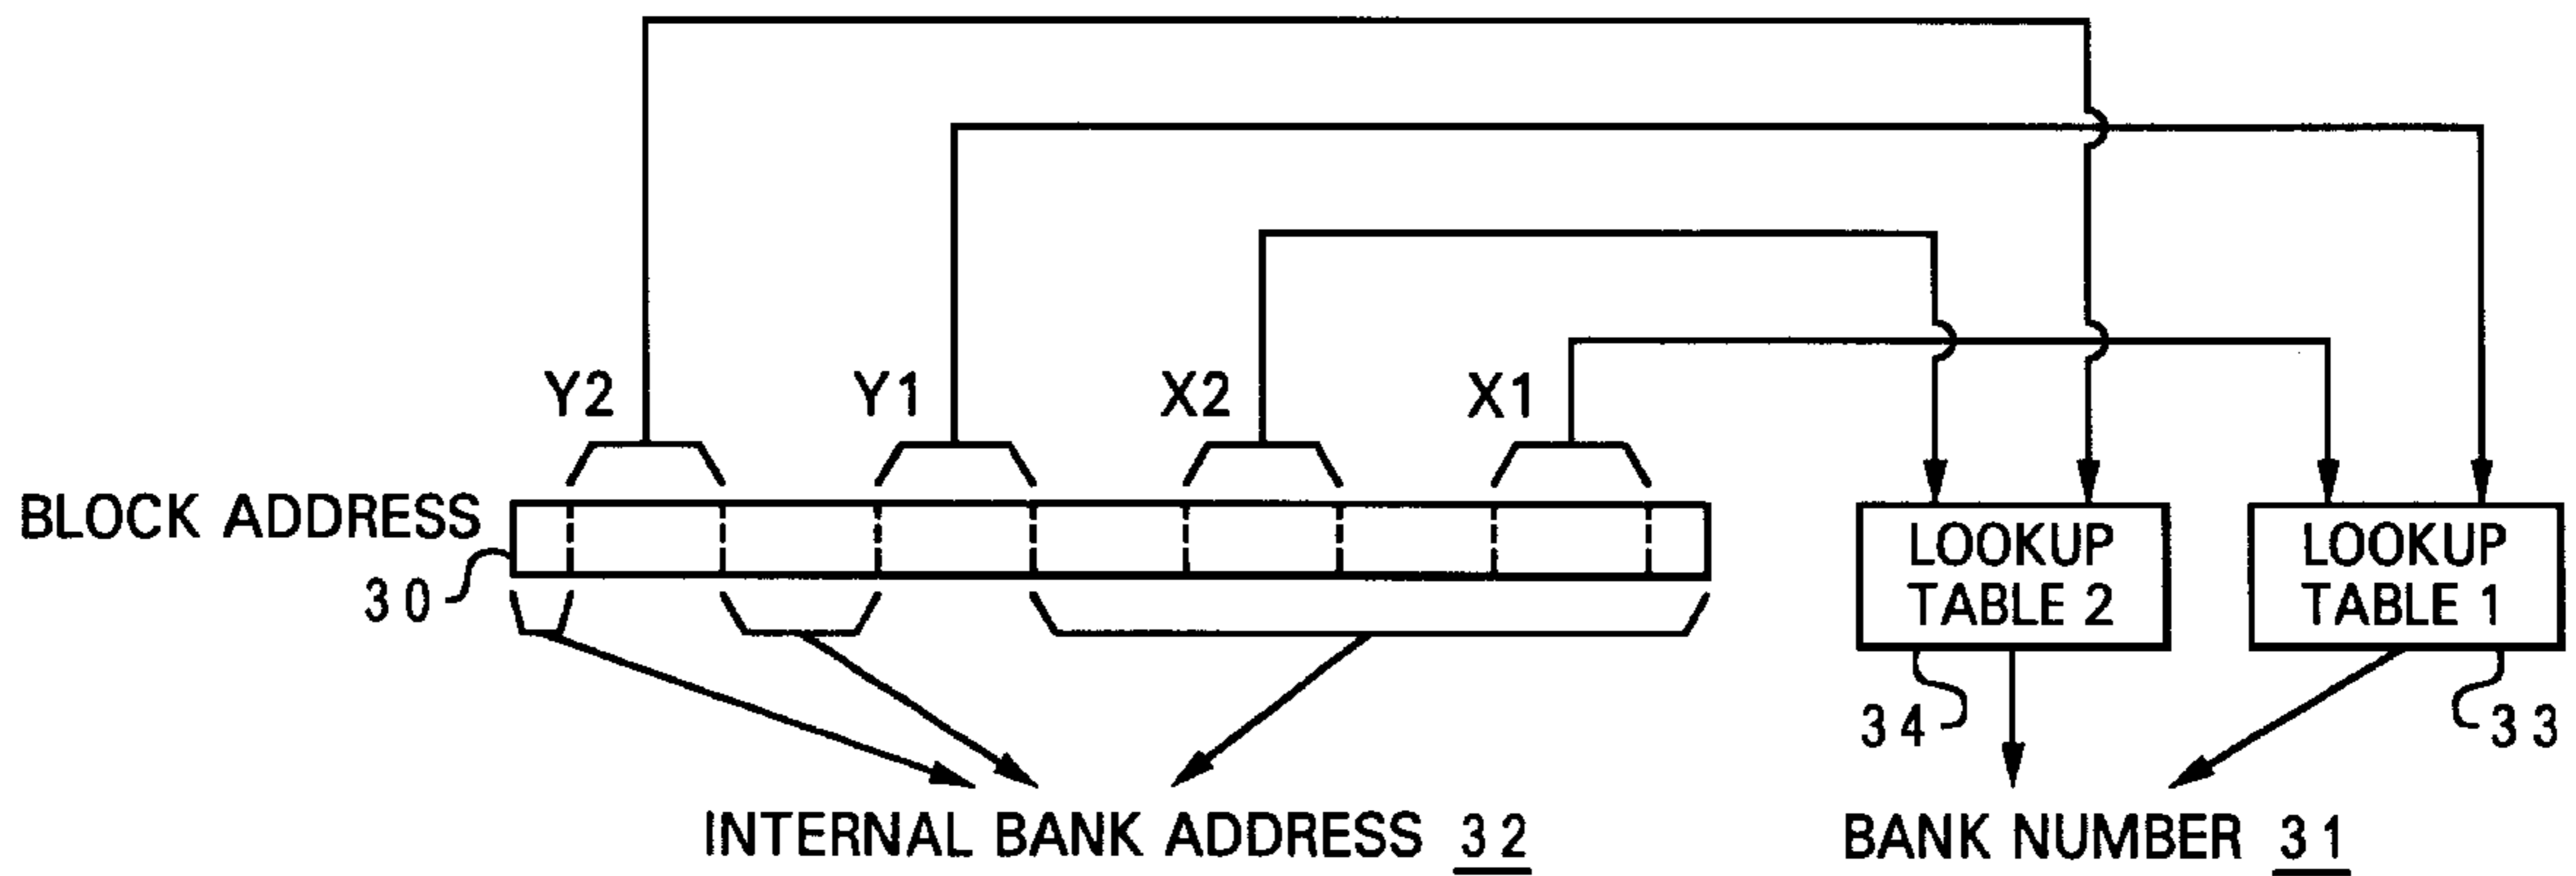 Y2 Y1 X2 X1
BLOCK ADDRESS
30
LOOKUP
TABLE 2
LOOKUP
TABLE 1
34
33
INTERNAL BANK ADDRESS 32
BANK NUMBER 31